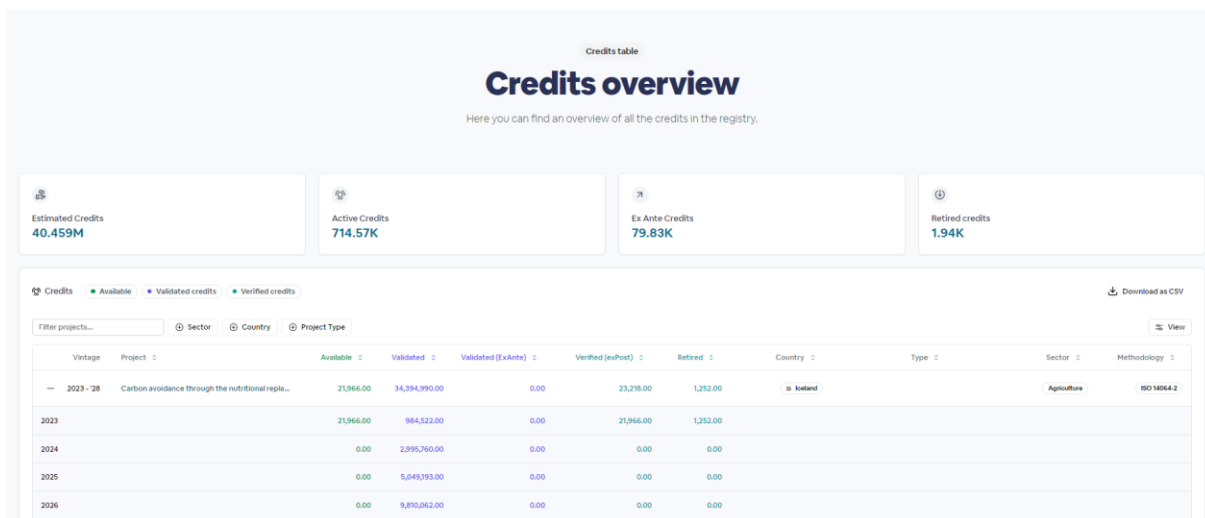 Credits table
Credits overview
Here you can find an overview of all the credits in the registry.
Estimated Credits
40.459M
Active Credits
714.57K
Ex Ante Credits
79.83K
Retired credits
1.94K
Credits Available Validated credits Verified credits Download as CSV
Filter projects... Sector Country Project Type View
Vintage Project Available Validated Validated (ExAnte) Verified (exPost) Retired Country Type Sector Methodology
2023 - '28 Carbon avoidance through the nutritional repla... 21,966.00 34,394,990.00 0.00 23,218.00 1,252.00 Iceland Agriculture ISO 14064-2
2023 21,966.00 984,522.00 0.00 21,966.00 1,252.00
2024 0.00 2,995,760.00 0.00 0.00 0.00
2025 0.00 5,049,193.00 0.00 0.00 0.00
2026 0.00 9,810,062.00 0.00 0.00 0.00